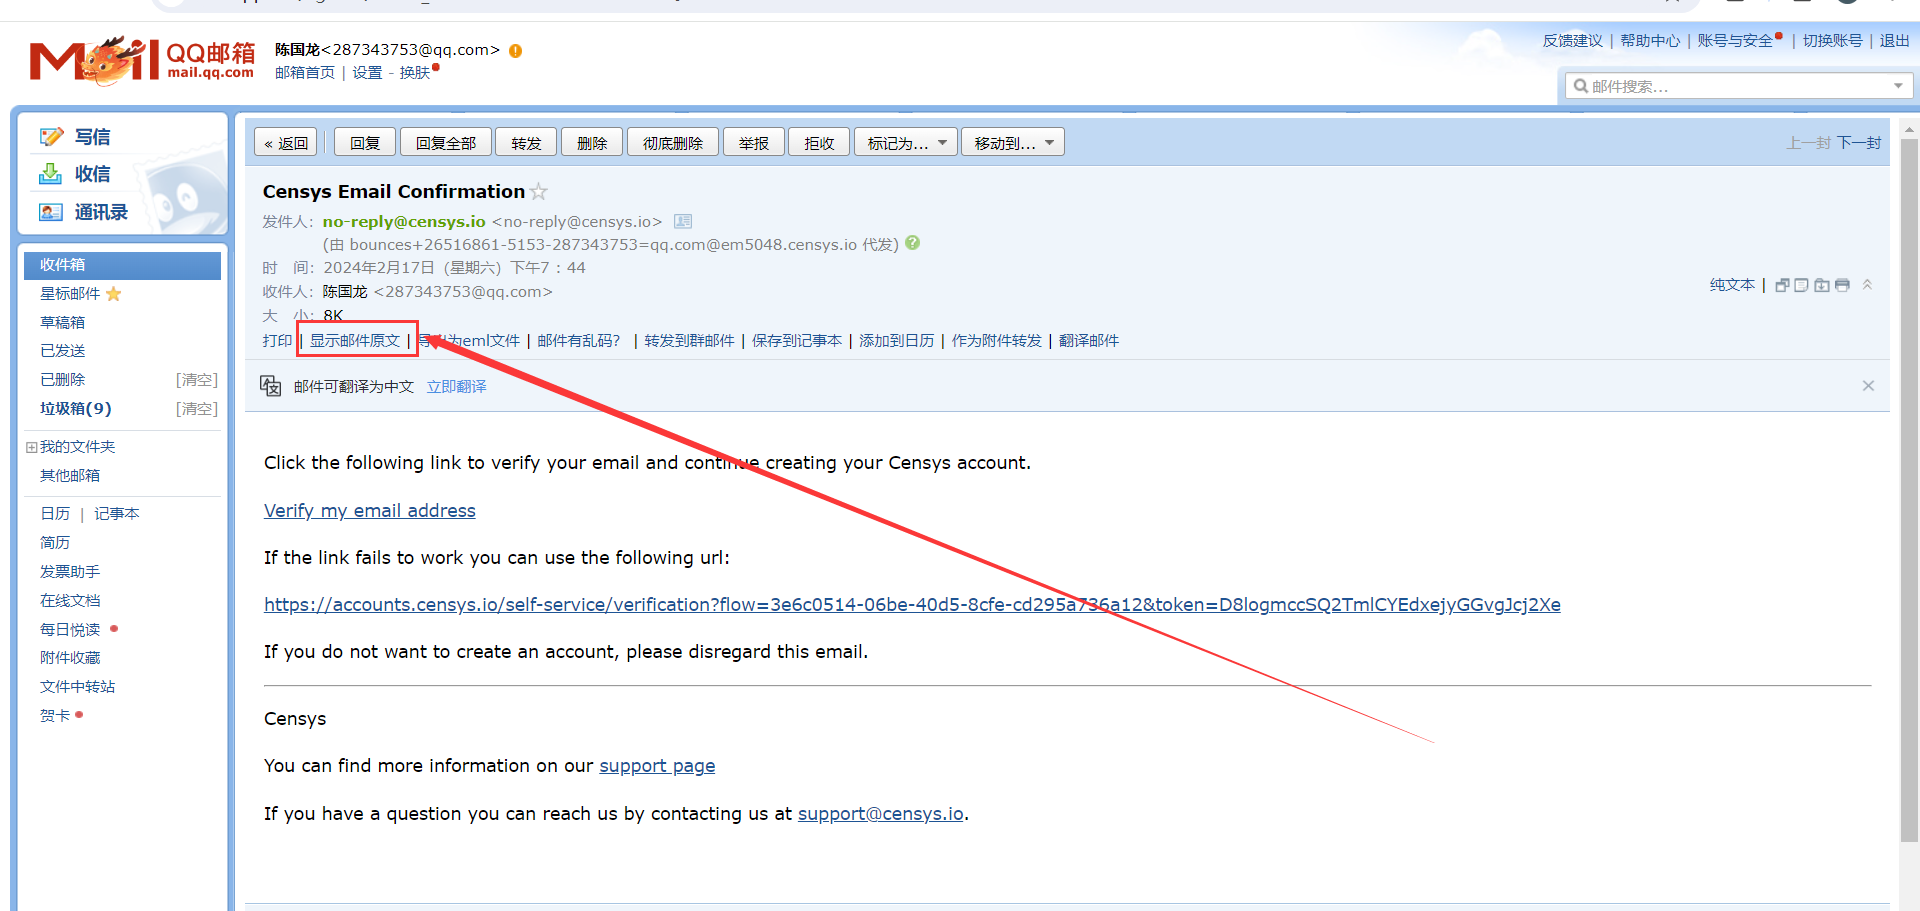 Mail QQ邮箱
mail.qq.com
陈国龙<287343753@qq.com>
邮箱首页 | 设置 - 换肤
反馈建议 | 帮助中心 | 账号与安全 | 切换账号 | 退出
邮件搜索...
写信
收信
通讯录
收件箱
星标邮件
草稿箱
已发送
已删除 [清空]
垃圾箱(9) [清空]
我的文件夹
其他邮箱
日历 | 记事本
简历
发票助手
在线文档
每日悦读
附件收藏
文件中转站
贺卡
« 返回 回复 回复全部 转发 删除 彻底删除 举报 拒收 标记为... 移动到...
上一封 下一封
Censys Email Confirmation
发件人: no-reply@censys.io <no-reply@censys.io>
(由 bounces+26516861-5153-287343753=qq.com@em5048.censys.io 代发)
时 间: 2024年2月17日 (星期六) 下午7 : 44
收件人: 陈国龙 <287343753@qq.com>
纯文本 |
大 小: 8K
打印 | 显示邮件原文 | 为eml文件 | 邮件有乱码? | 转发到群邮件 | 保存到记事本 | 添加到日历 | 作为附件转发 | 翻译邮件
邮件可翻译为中文 立即翻译
Click the following link to verify your email and continue creating your Censys account.
Verify my email address
If the link fails to work you can use the following url:
https://accounts.censys.io/self-service/verification?flow=3e6c0514-06be-40d5-8cfe-cd295a736a12&token=D8logmccSQ2TmlCYEdxejyGGvgJcj2Xe
If you do not want to create an account, please disregard this email.
Censys
You can find more information on our support page
If you have a question you can reach us by contacting us at support@censys.io.